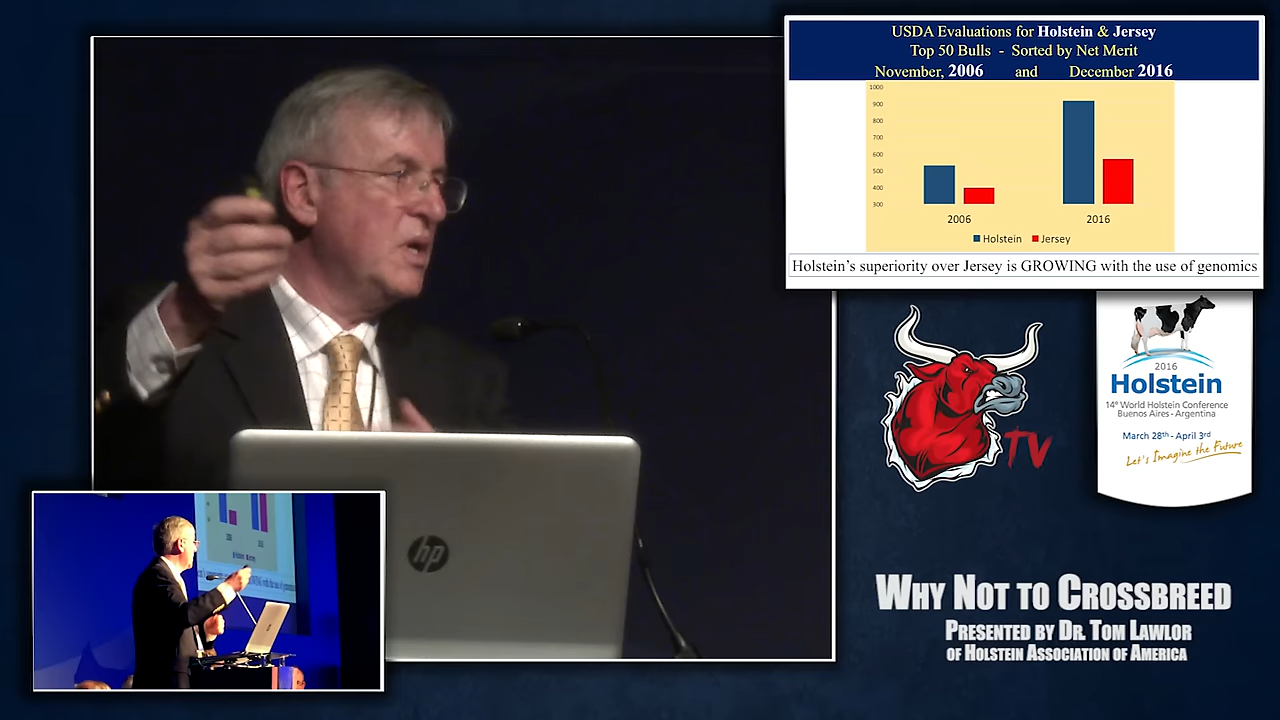 USDA Evaluations for Holstein & Jersey
Top 50 Bulls - Sorted by Net Merit
November, 2006 and December 2016
1000
900
800
700
600
500
400
300
2006 2016
Holstein Jersey
Holstein's superiority over Jersey is GROWING with the use of genomics
hp
TV
2016
Holstein
14º World Holstein Conference
Buenos Aires - Argentina
March 28th - April 3rd
Let's Imagine the Future
WHY NOT TO CROSSBREED
PRESENTED BY DR. TOM LAWLOR
OF HOLSTEIN ASSOCIATION OF AMERICA